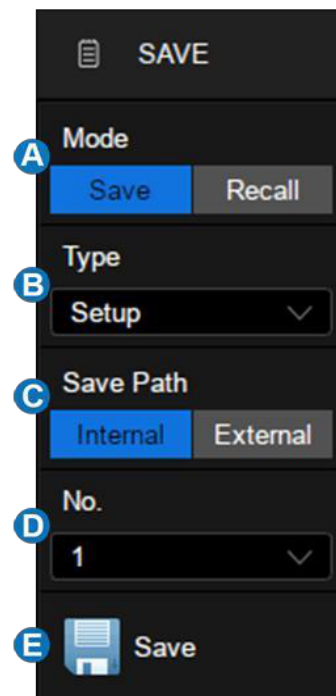 SAVE
Mode
A
Save Recall
Type
B
Setup
Save Path
C
Internal External
No.
D
1
E Save